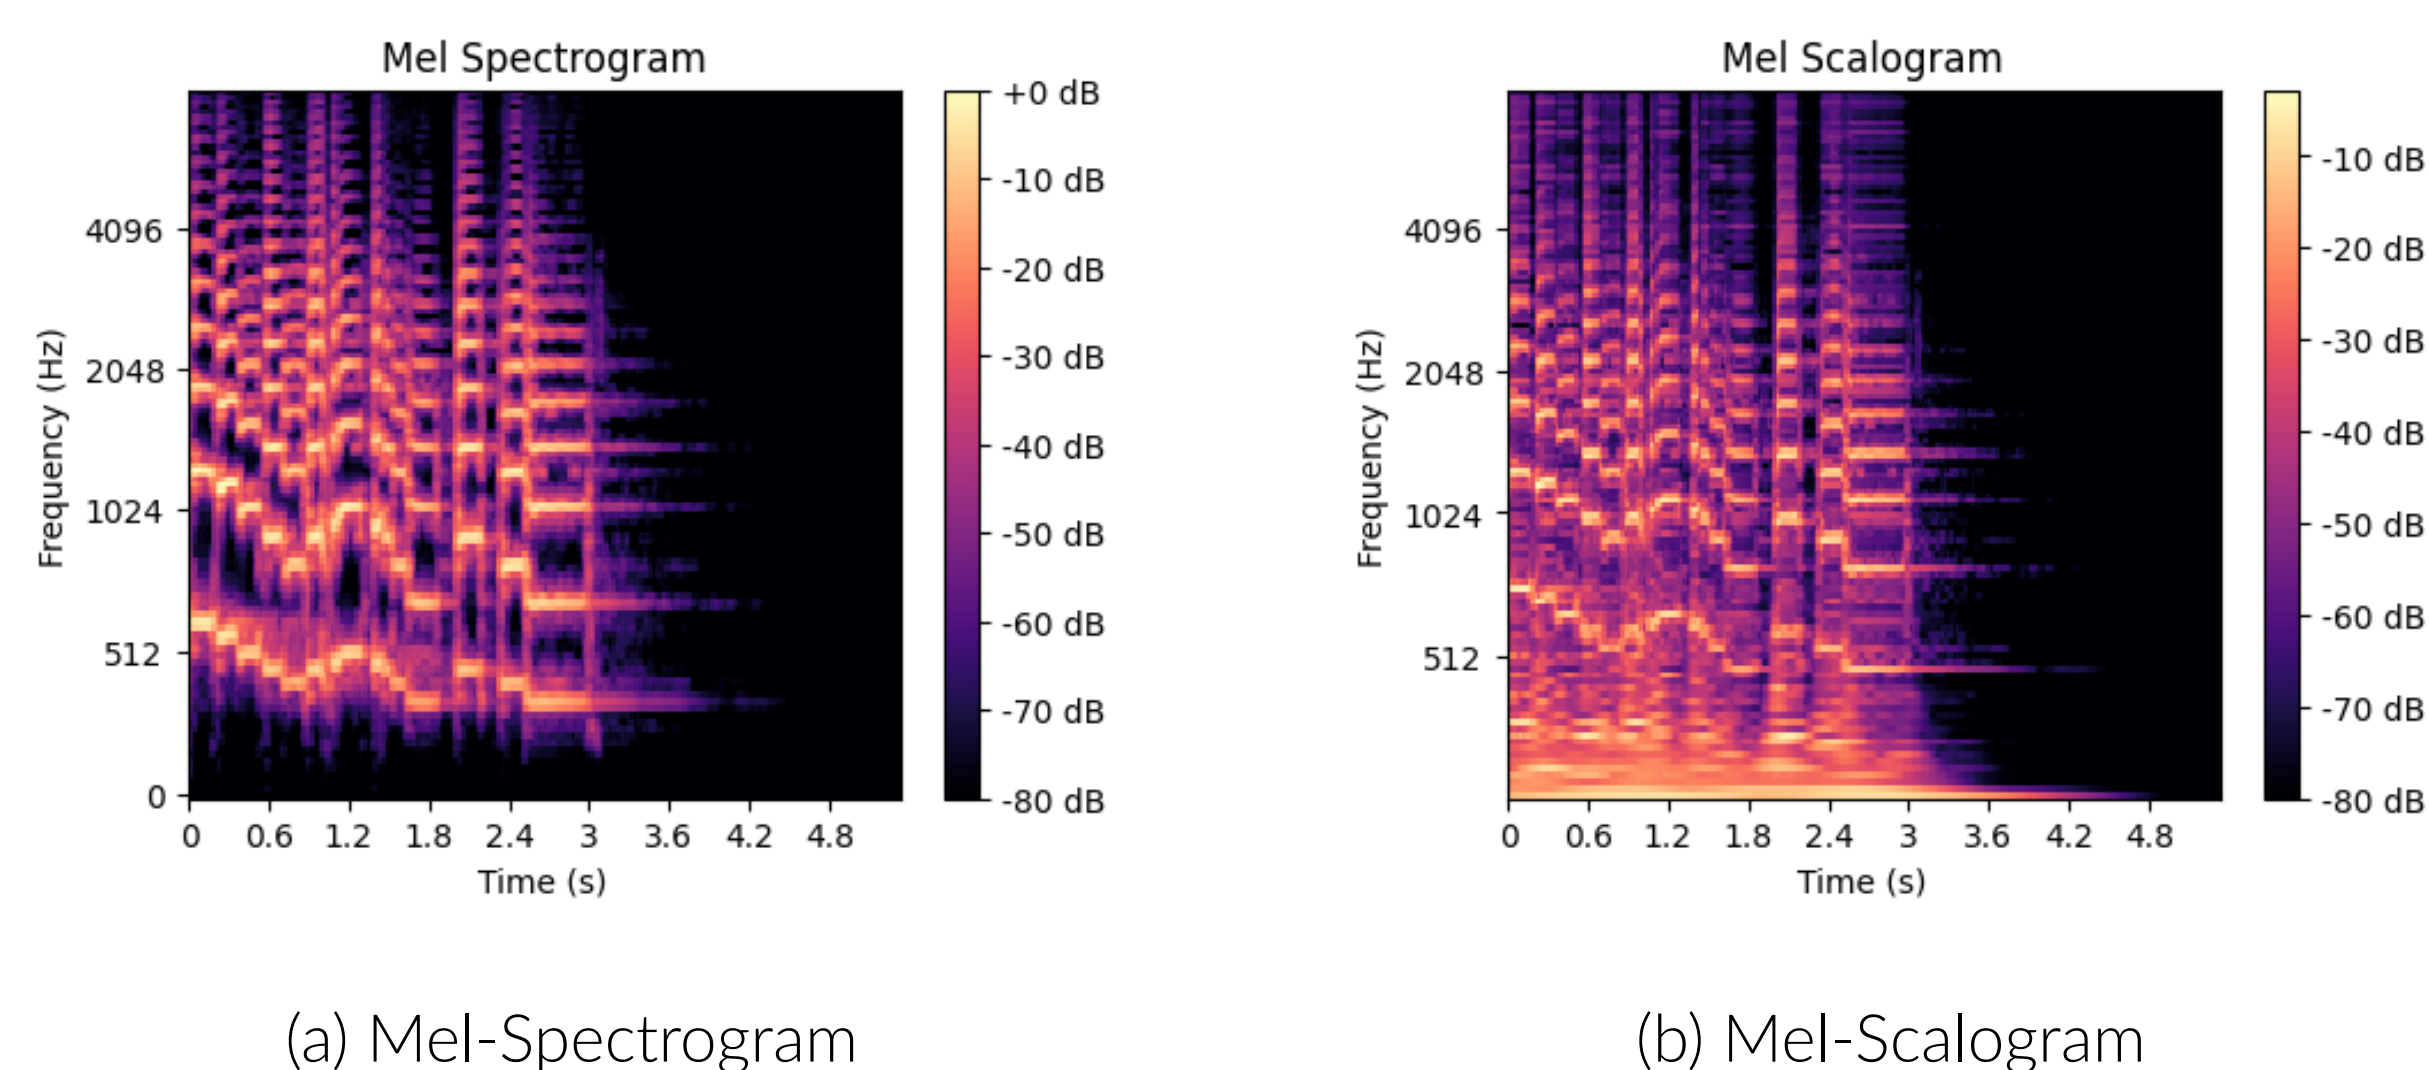 Mel Spectrogram
Frequency (Hz)
4096
2048
1024
512
0
0 0.6 1.2 1.8 2.4 3 3.6 4.2 4.8
Time (s)
+0 dB
-10 dB
-20 dB
-30 dB
-40 dB
-50 dB
-60 dB
-70 dB
-80 dB
(a) Mel-Spectrogram
Mel Scalogram
Frequency (Hz)
4096
2048
1024
512
0 0.6 1.2 1.8 2.4 3 3.6 4.2 4.8
Time (s)
-10 dB
-20 dB
-30 dB
-40 dB
-50 dB
-60 dB
-70 dB
-80 dB
(b) Mel-Scalogram